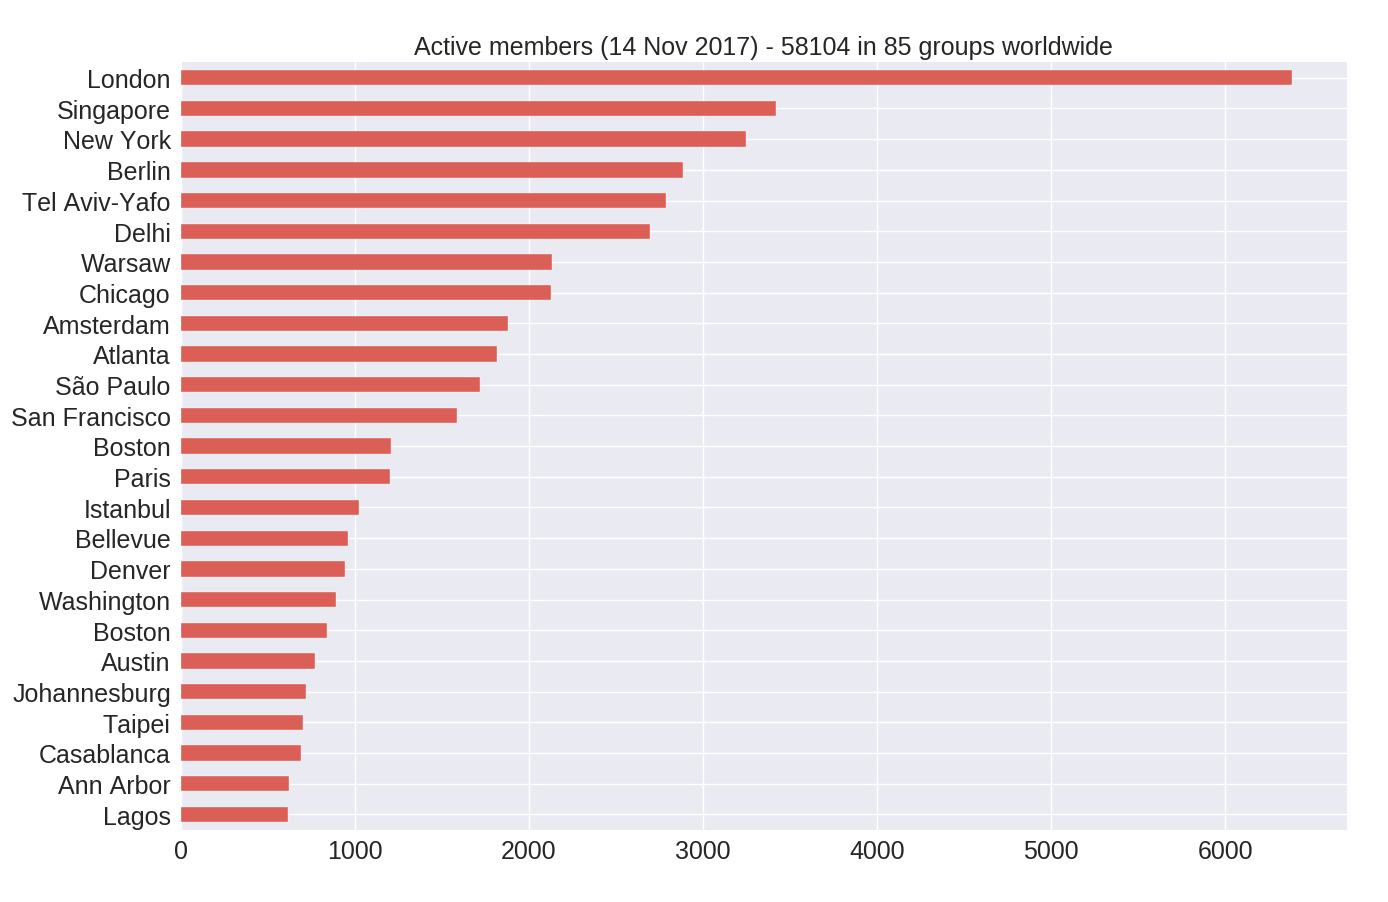 Active members (14 Nov 2017) - 58104 in 85 groups worldwide
London
Singapore
New York
Berlin
Tel Aviv-Yafo
Delhi
Warsaw
Chicago
Amsterdam
Atlanta
São Paulo
San Francisco
Boston
Paris
Istanbul
Bellevue
Denver
Washington
Boston
Austin
Johannesburg
Taipei
Casablanca
Ann Arbor
Lagos
0 1000 2000 3000 4000 5000 6000